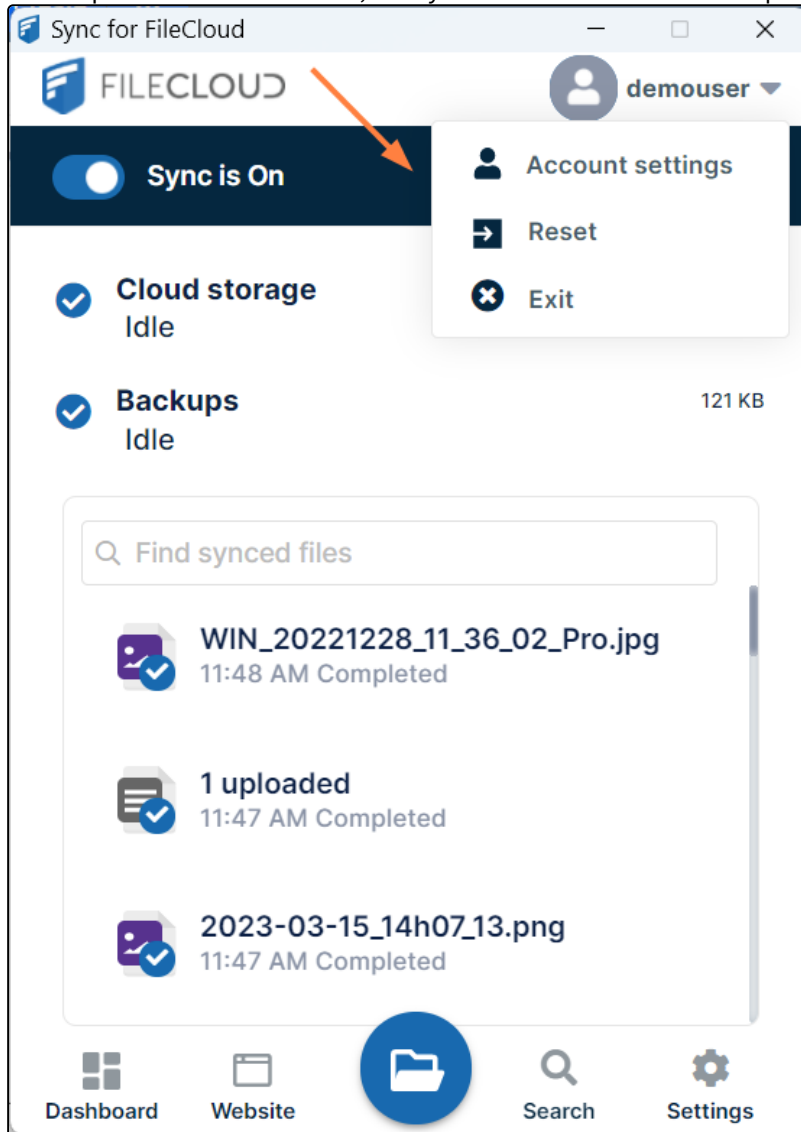 Sync for FileCloud
FILECLOUD
demouser
Account settings
Reset
Exit
Sync is On
Cloud storage
Idle
Backups
121 KB
Idle
Find synced files
WIN_20221228_11_36_02_Pro.jpg
11:48 AM Completed
1 uploaded
11:47 AM Completed
2023-03-15_14h07_13.png
11:47 AM Completed
Dashboard
Website
Search
Settings